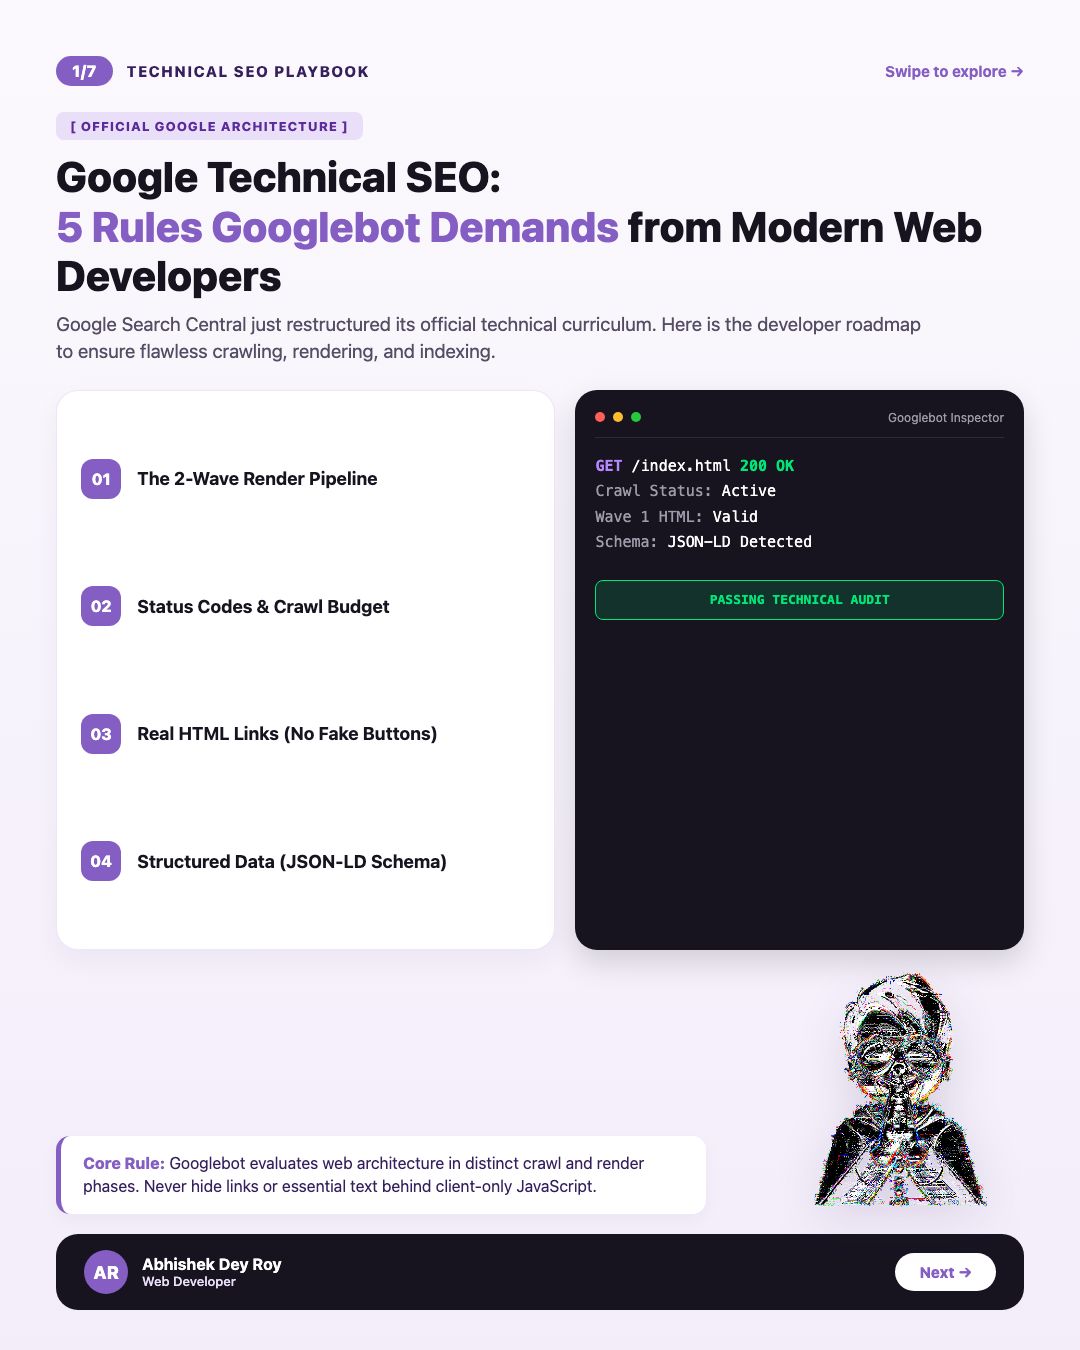 1/7 TECHNICAL SEO PLAYBOOK
Swipe to explore →
[ OFFICIAL GOOGLE ARCHITECTURE ]
Google Technical SEO:
5 Rules Googlebot Demands from Modern Web
Developers
Google Search Central just restructured its official technical curriculum. Here is the developer roadmap
to ensure flawless crawling, rendering, and indexing.
01 The 2-Wave Render Pipeline
02 Status Codes & Crawl Budget
03 Real HTML Links (No Fake Buttons)
04 Structured Data (JSON-LD Schema)
Googlebot Inspector
GET /index.html 200 OK
Crawl Status: Active
Wave 1 HTML: Valid
Schema: JSON-LD Detected
PASSING TECHNICAL AUDIT
Core Rule: Googlebot evaluates web architecture in distinct crawl and render
phases. Never hide links or essential text behind client-only JavaScript.
AR
Abhishek Dey Roy
Web Developer
Next →